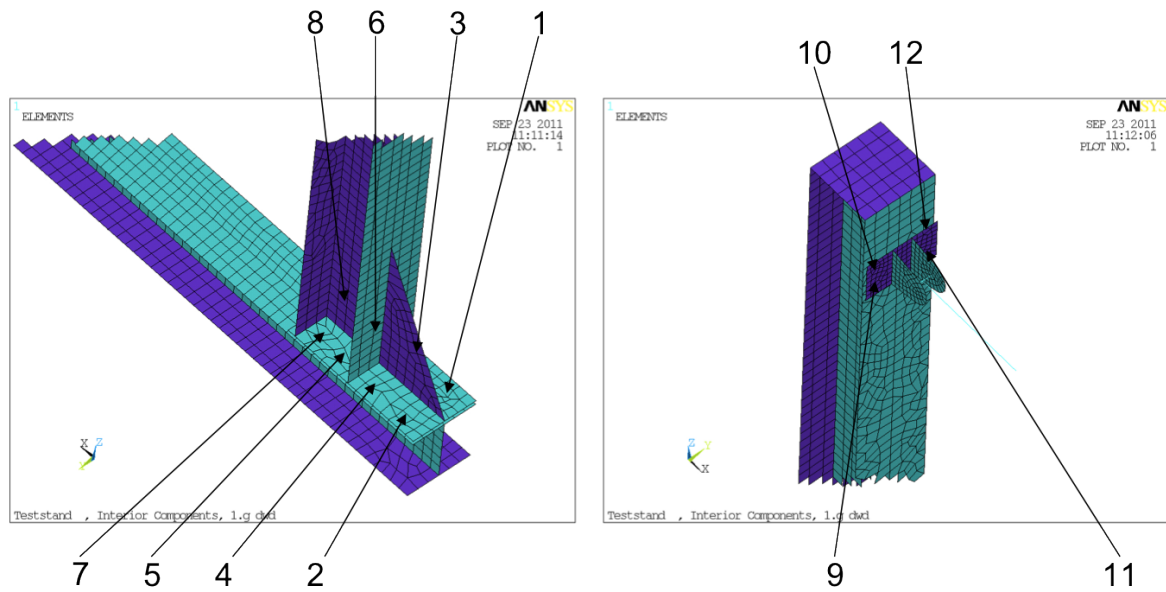 8 6 3 1
10 12
1
ELEMENTS
ANSYS
SEP 23 2011
11:11:14
PLOT NO. 1
X Z
Teststand , Interior Components, 1.g dwd
1
ELEMENTS
ANSYS
SEP 23 2011
11:12:06
PLOT NO. 1
Z Y
X
Teststand , Interior Components, 1.g dwd
7 5 4 2
9 11